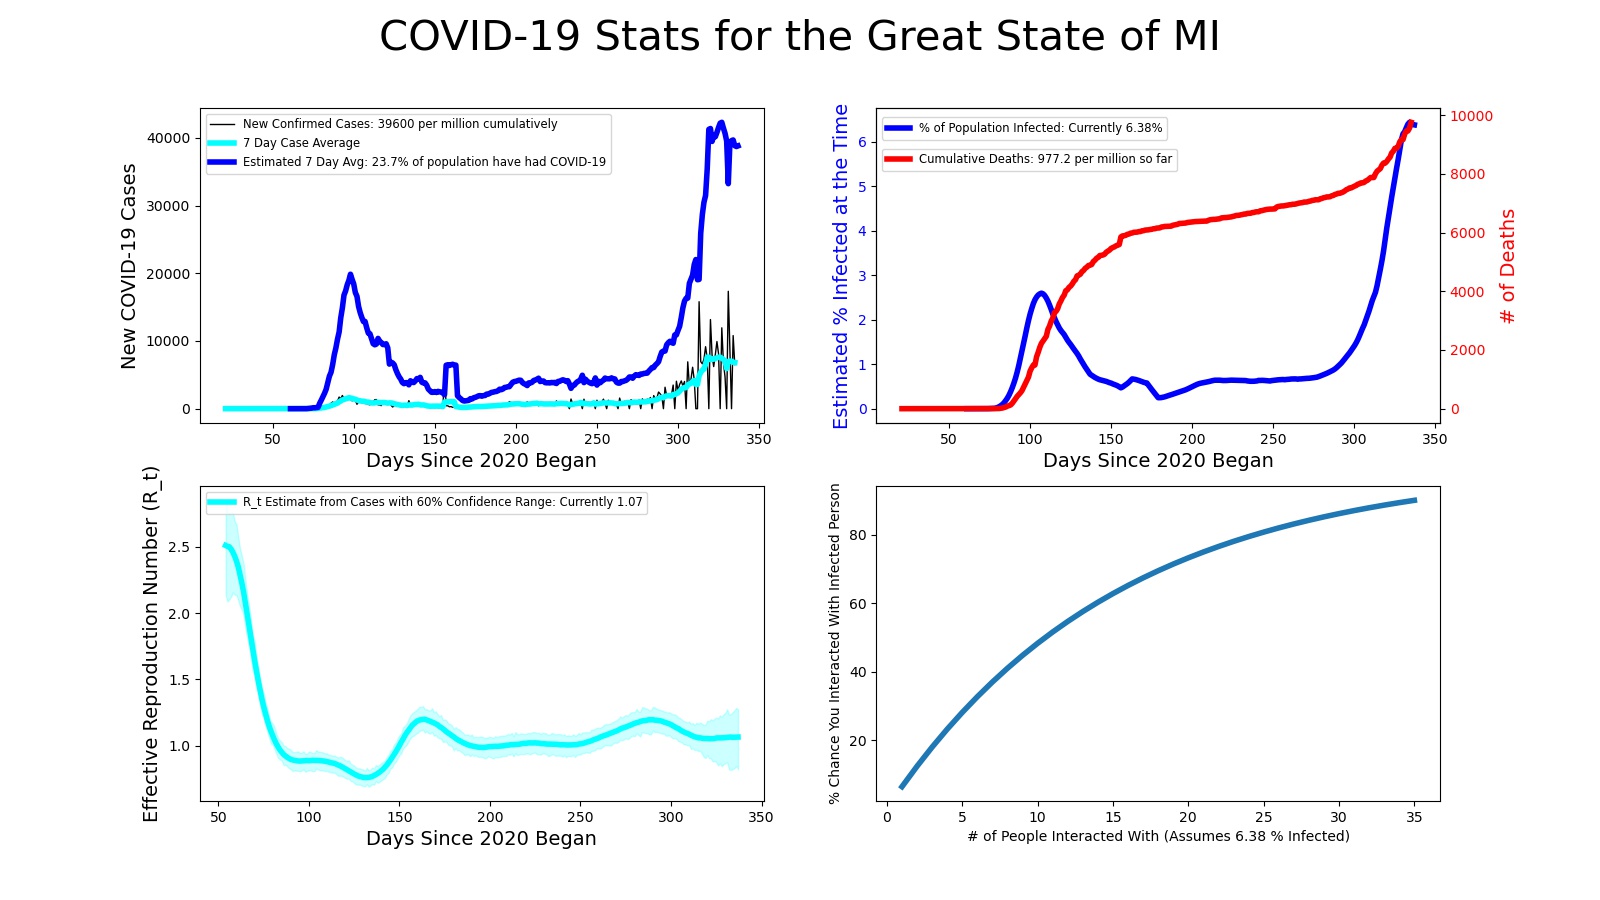 COVID-19 Stats for the Great State of MI
New COVID-19 Cases
40000
30000
20000
10000
0
New Confirmed Cases: 39600 per million cumulatively
7 Day Case Average
Estimated 7 Day Avg: 23.7% of population have had COVID-19
50 100 150 200 250 300 350
Days Since 2020 Began
Estimated % Infected at the Time
6
5
4
3
2
1
0
% of Population Infected: Currently 6.38%
Cumulative Deaths: 977.2 per million so far
10000
8000
6000
4000
2000
0
# of Deaths
50 100 150 200 250 300 350
Days Since 2020 Began
Effective Reproduction Number (R_t)
2.5
2.0
1.5
1.0
R_t Estimate from Cases with 60% Confidence Range: Currently 1.07
50 100 150 200 250 300 350
Days Since 2020 Began
% Chance You Interacted With Infected Person
80
60
40
20
0 5 10 15 20 25 30 35
# of People Interacted With (Assumes 6.38 % Infected)